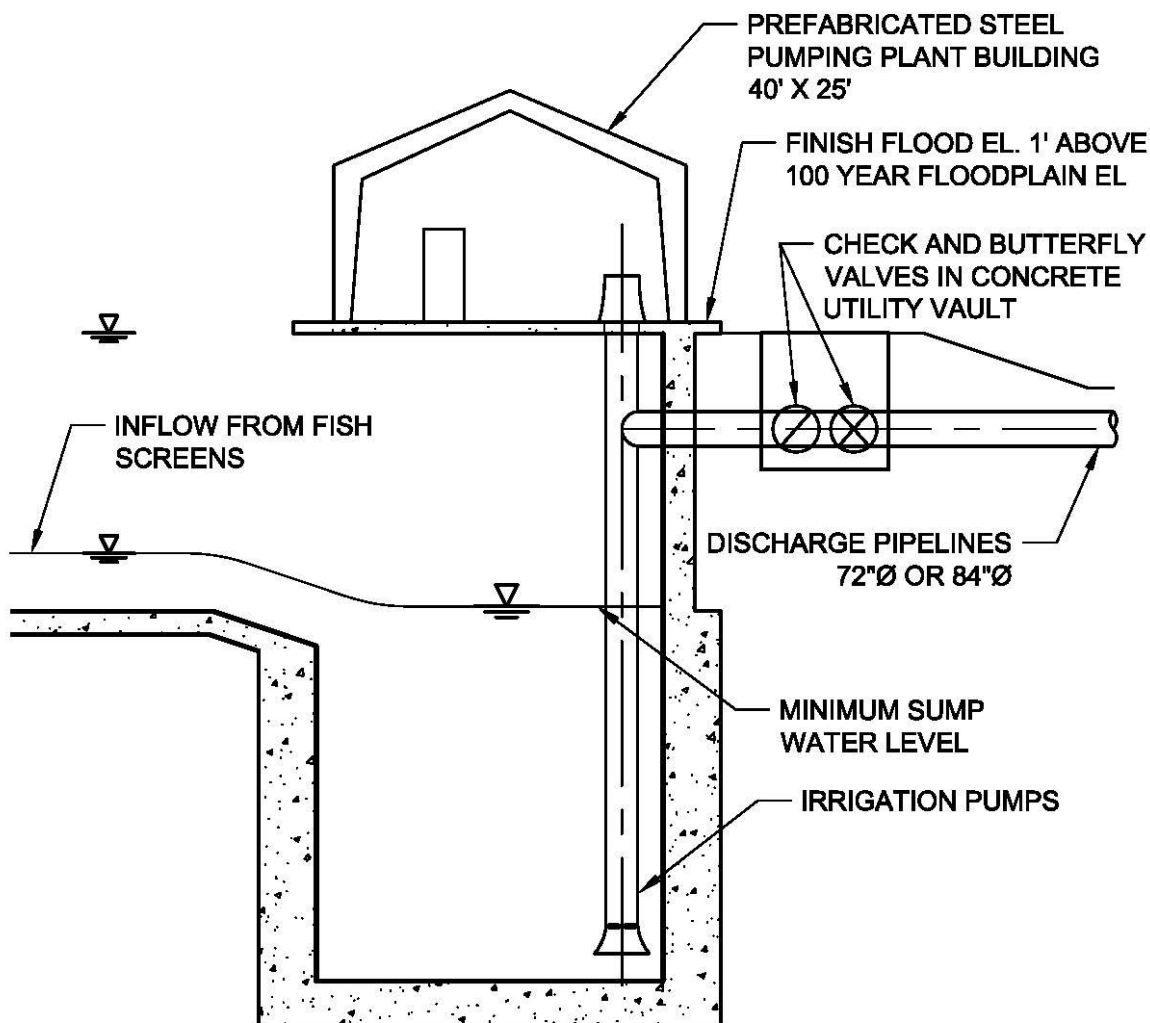 PREFABRICATED STEEL
PUMPING PLANT BUILDING
40' X 25'
FINISH FLOOD EL. 1' ABOVE
100 YEAR FLOODPLAIN EL
CHECK AND BUTTERFLY
VALVES IN CONCRETE
UTILITY VAULT
INFLOW FROM FISH
SCREENS
DISCHARGE PIPELINES
72"Ø OR 84"Ø
MINIMUM SUMP
WATER LEVEL
IRRIGATION PUMPS